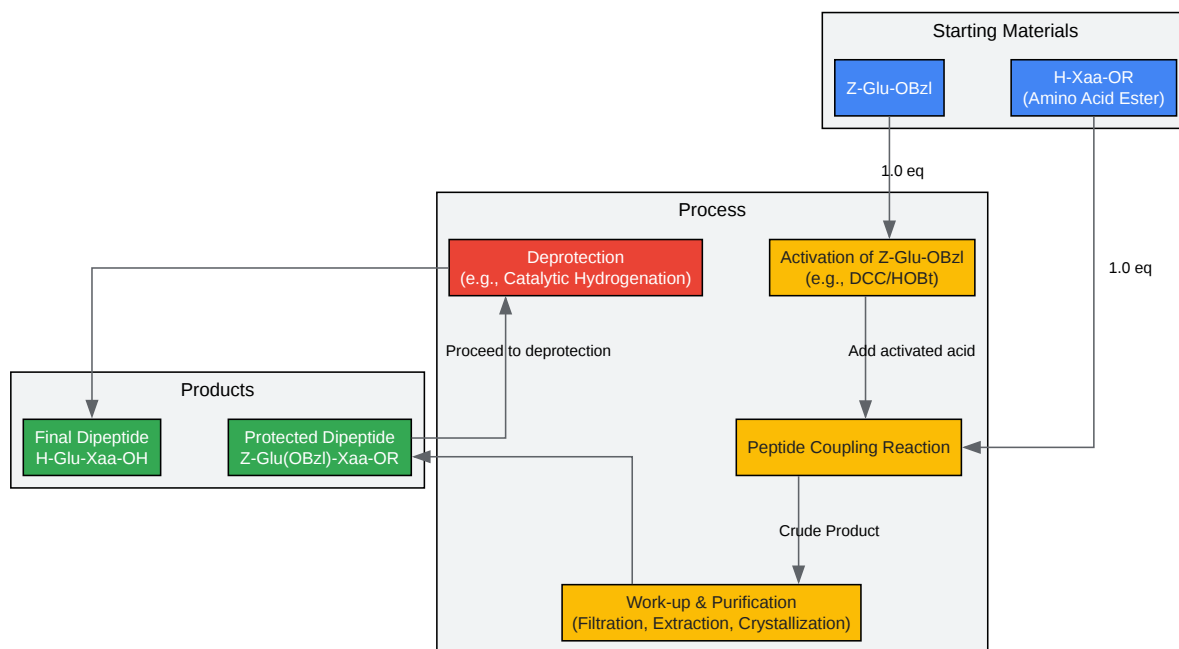 Starting Materials
Z-Glu-OBzl
H-Xaa-OR
(Amino Acid Ester)
1.0 eq
Process
Deprotection
(e.g., Catalytic Hydrogenation)
Activation of Z-Glu-OBzl
(e.g., DCC/HOBt)
1.0 eq
Proceed to deprotection
Add activated acid
Products
Final Dipeptide
H-Glu-Xaa-OH
Protected Dipeptide
Z-Glu(OBzl)-Xaa-OR
Peptide Coupling Reaction
Crude Product
Work-up & Purification
(Filtration, Extraction, Crystallization)